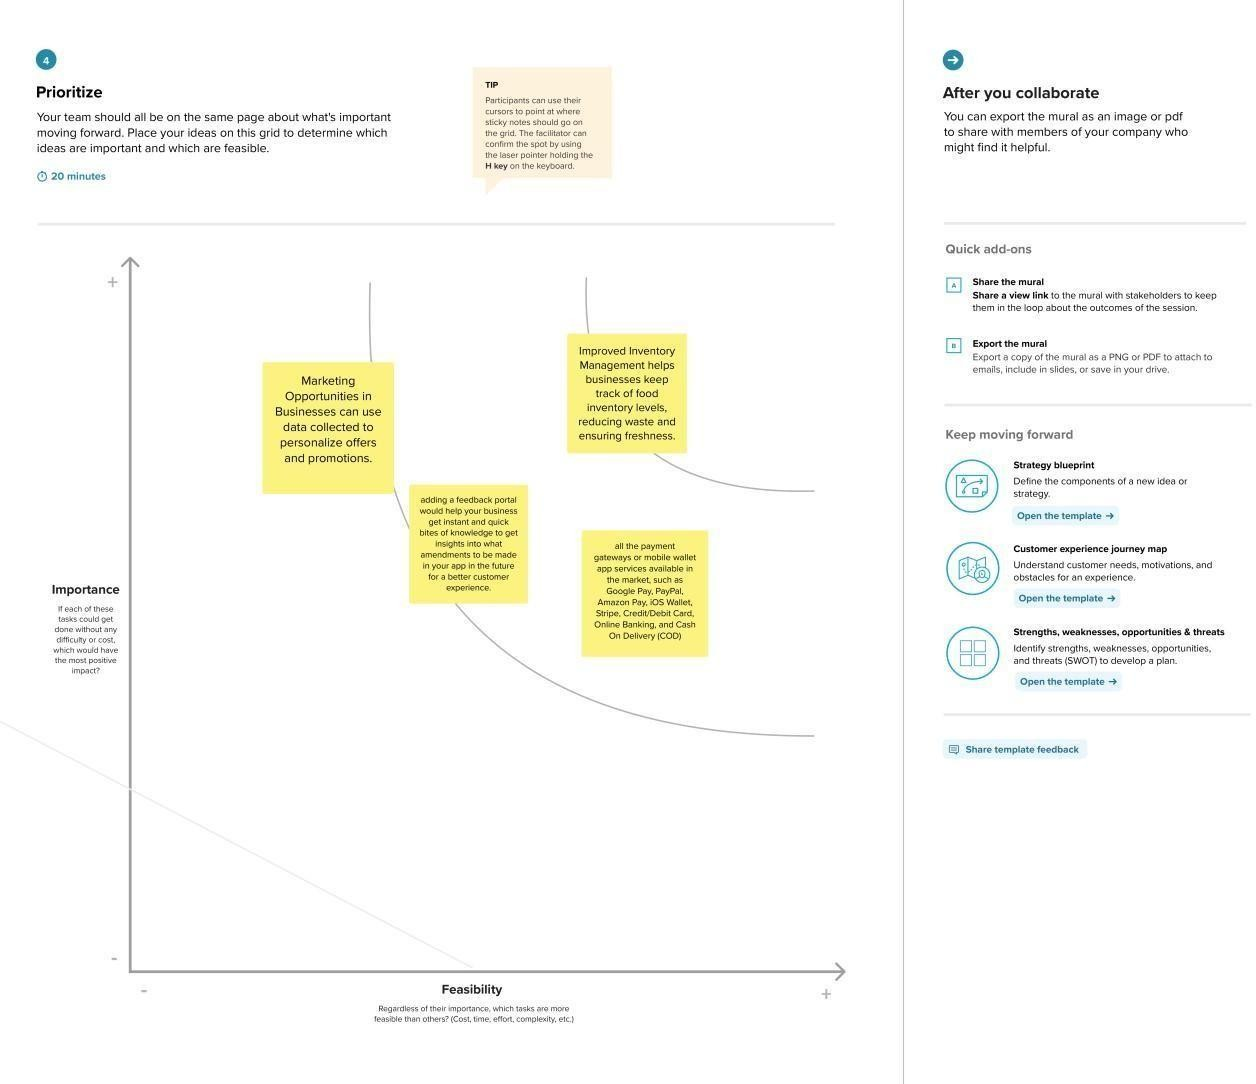 4
Prioritize
Your team should all be on the same page about what's important
moving forward. Place your ideas on this grid to determine which
ideas are important and which are feasible.
20 minutes
TIP
Participants can use their
cursors to point at where
sticky notes should go on
the grid. The facilitator can
confirm the spot by using
the laser pointer holding the
H key on the keyboard.
+
Marketing
Opportunities in
Businesses can use
data collected to
personalize offers
and promotions.
Improved Inventory
Management helps
businesses keep
track of food
inventory levels,
reducing waste and
ensuring freshness.
adding a feedback portal
would help your business
get instant and quick
bites of knowledge to get
insights into what
amendments to be made
in your app in the future
for a better customer
experience.
all the payment
gateways or mobile wallet
app services available in
the market, such as
Google Pay, PayPal,
Amazon Pay, iOS Wallet,
Stripe, Credit/Debit Card,
Online Banking, and Cash
On Delivery (COD)
Importance
If each of these
tasks could get
done without any
difficulty or cost,
which would have
the most positive
impact?
-
-
Feasibility
+
Regardless of their importance, which tasks are more
feasible than others? (Cost, time, effort, complexity, etc.)
After you collaborate
You can export the mural as an image or pdf
to share with members of your company who
might find it helpful.
Quick add-ons
A
Share the mural
Share a view link to the mural with stakeholders to keep
them in the loop about the outcomes of the session.
B
Export the mural
Export a copy of the mural as a PNG or PDF to attach to
emails, include in slides, or save in your drive.
Keep moving forward
Strategy blueprint
Define the components of a new idea or
strategy.
Open the template →
Customer experience journey map
Understand customer needs, motivations, and
obstacles for an experience.
Open the template →
Strengths, weaknesses, opportunities & threats
Identify strengths, weaknesses, opportunities,
and threats (SWOT) to develop a plan.
Open the template →
Share template feedback